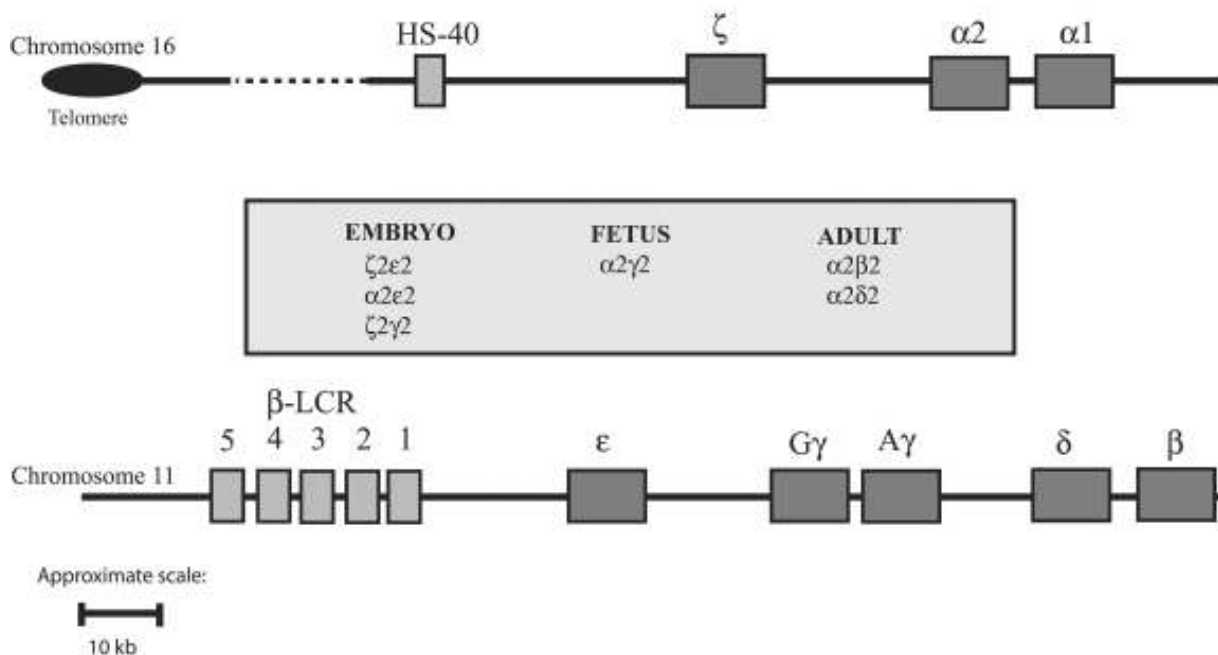 HS-40 ζ α2 α1
Chromosome 16
Telomere
EMBRYO FETUS ADULT
ζ2ε2 α2γ2 α2β2
α2ε2 α2δ2
ζ2γ2
β-LCR
5 4 3 2 1 ε Gγ Aγ δ β
Chromosome 11
Approximate scale:
10 kb